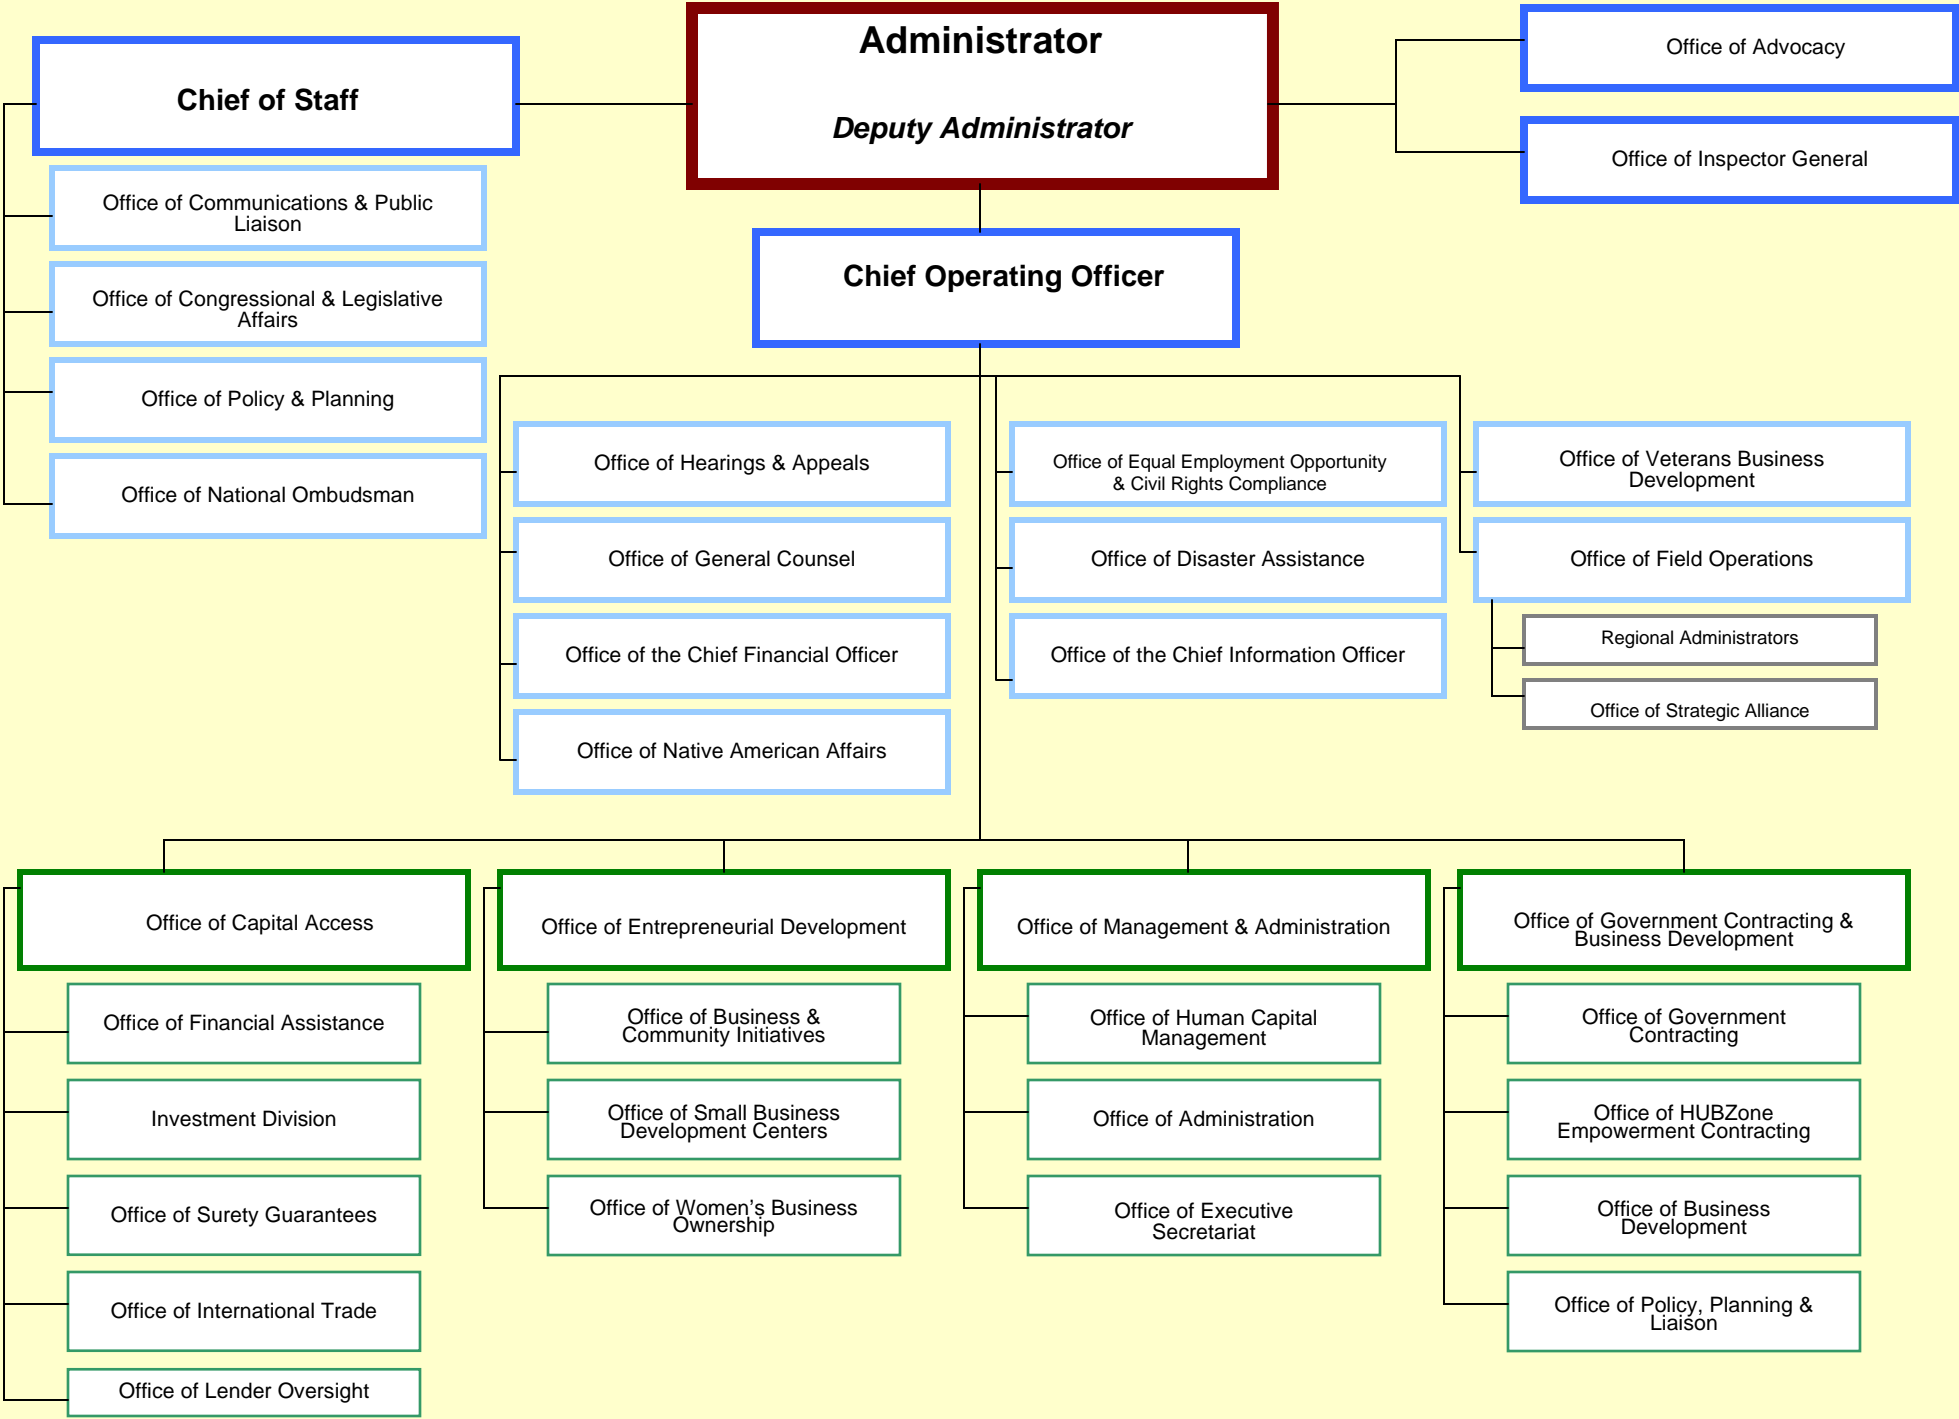 Administrator
Deputy Administrator
Chief of Staff
Office of Advocacy
Office of Inspector General
Office of Communications & Public
Liaison
Office of Congressional & Legislative
Affairs
Office of Policy & Planning
Office of National Ombudsman
Chief Operating Officer
Office of Hearings & Appeals
Office of General Counsel
Office of the Chief Financial Officer
Office of Native American Affairs
Office of Equal Employment Opportunity
& Civil Rights Compliance
Office of Disaster Assistance
Office of the Chief Information Officer
Office of Veterans Business
Development
Office of Field Operations
Regional Administrators
Office of Strategic Alliance
Office of Capital Access
Office of Financial Assistance
Investment Division
Office of Surety Guarantees
Office of International Trade
Office of Lender Oversight
Office of Entrepreneurial Development
Office of Business &
Community Initiatives
Office of Small Business
Development Centers
Office of Women's Business
Ownership
Office of Management & Administration
Office of Human Capital
Management
Office of Administration
Office of Executive
Secretariat
Office of Government Contracting &
Business Development
Office of Government
Contracting
Office of HUBZone
Empowerment Contracting
Office of Business
Development
Office of Policy, Planning &
Liaison